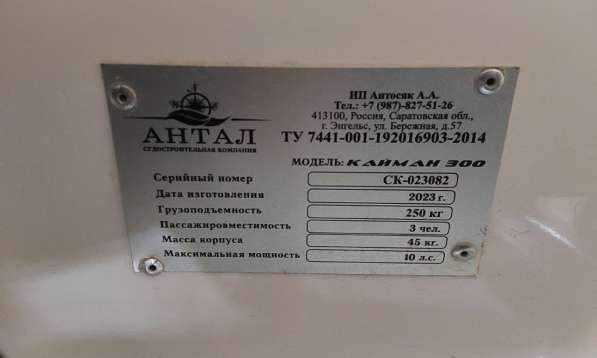 АНТАЛ
СУДОСТРОИТЕЛЬНАЯ КОМПАНИЯ
ИП Антосяк А.А.
Тел.: +7 (987)-827-51-26
413100, Россия, Саратовская обл.,
г. Энгельс, ул. Бережная, д.57
ТУ 7441-001-192016903-2014
МОДЕЛЬ: КАЙМАН 300
Серийный номер СК-023082
Дата изготовления 2023 г.
Грузоподъемность 250 кг
Пассажировместимость 3 чел.
Масса корпуса 45 кг.
Максимальная мощность 10 л.с.